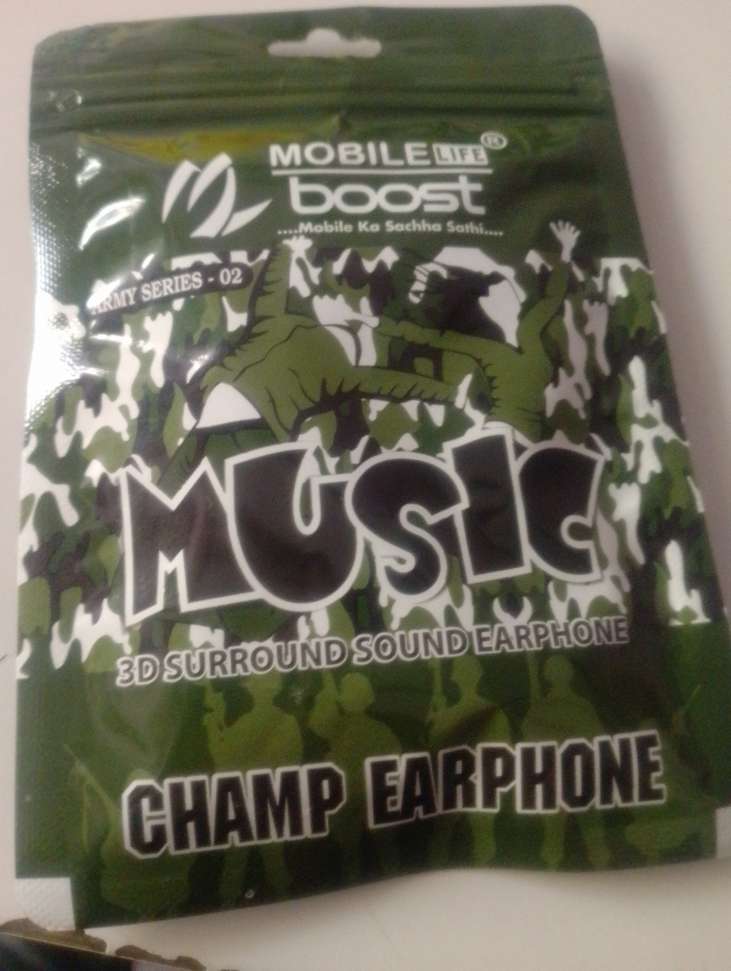 MOBILE LIFE ®
boost
....Mobile Ka Sachha Sathi....
ARMY SERIES - 02
MUSIC
3D SURROUND SOUND EARPHONE
CHAMP EARPHONE